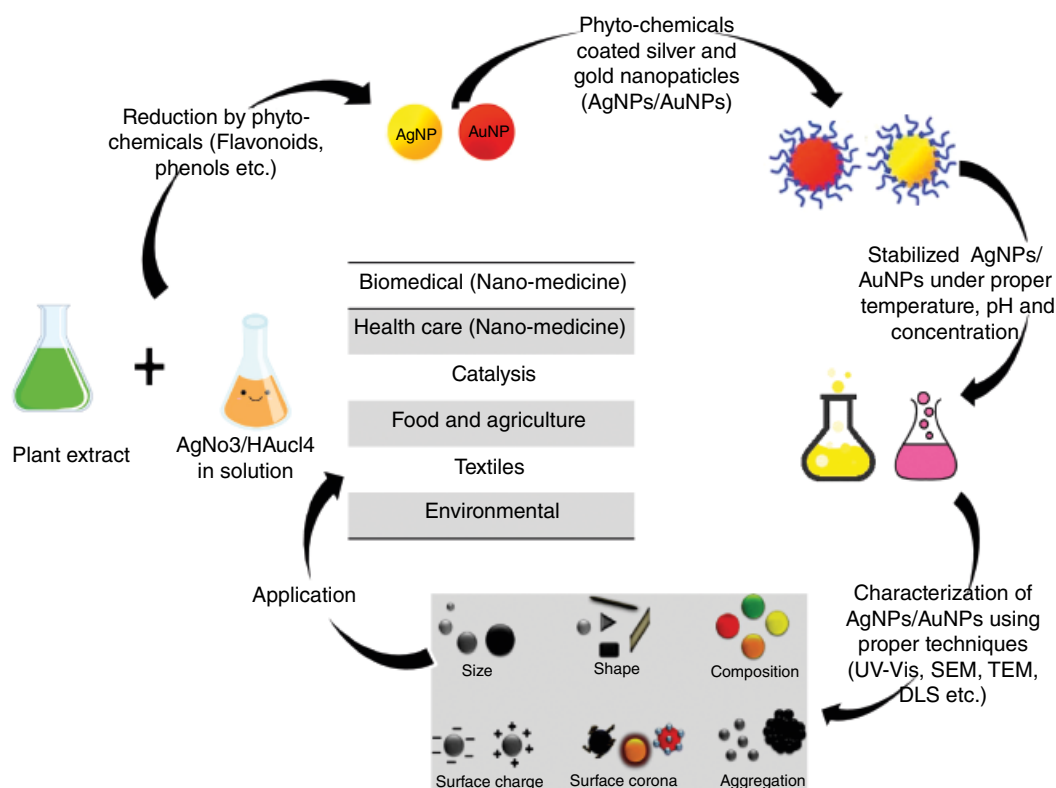 Phyto-chemicals
coated silver and
gold nanopaticles
(AgNPs/AuNPs)
Reduction by phyto-
chemicals (Flavonoids,
phenols etc.)
AgNP
AuNP
Stabilized AgNPs/
AuNPs under proper
temperature, pH and
concentration
Biomedical (Nano-medicine)
Health care (Nano-medicine)
Catalysis
Food and agriculture
Textiles
Environmental
+
Plant extract
AgNo3/HAucl4
in solution
Application
Characterization of
AgNPs/AuNPs using
proper techniques
(UV-Vis, SEM, TEM,
DLS etc.)
Size
Shape
Composition
Surface charge
Surface corona
Aggregation